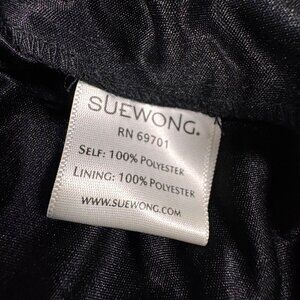 SUEWONG.
RN 69701
SELF: 100% POLYESTER
LINING: 100% POLYESTER
WWW.SUEWONG.COM